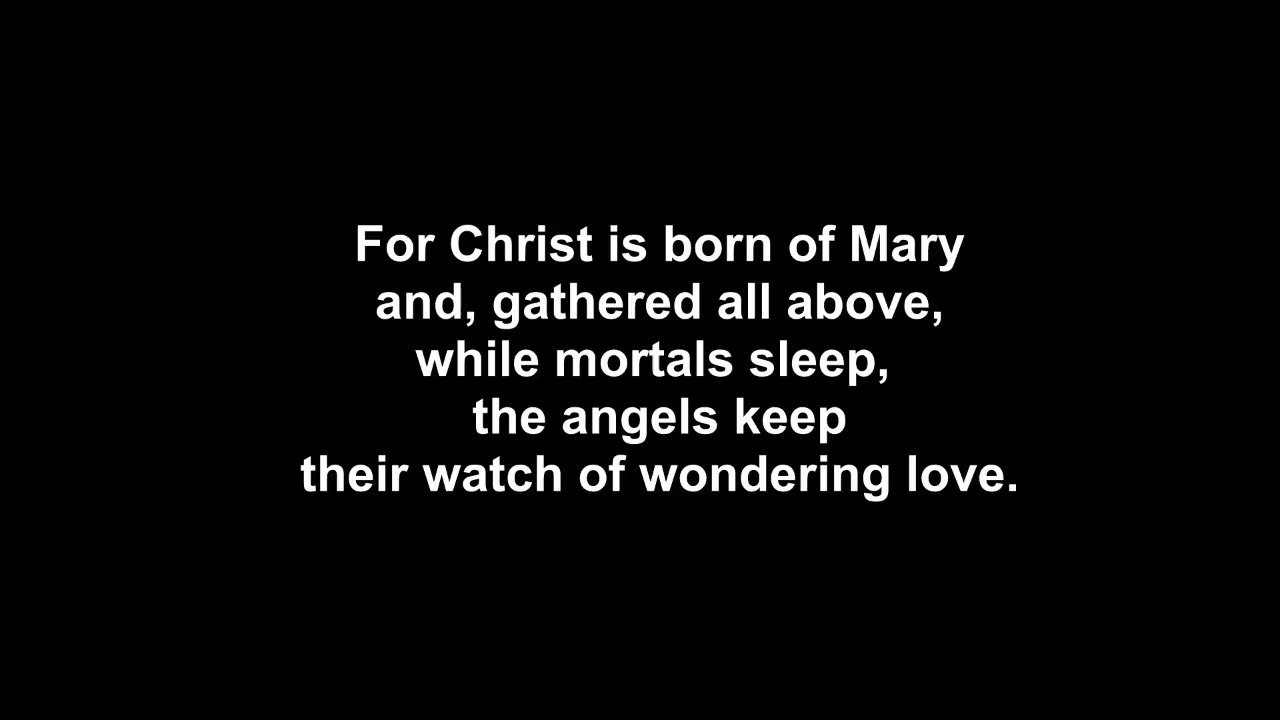 For Christ is born of Mary
and, gathered all above,
while mortals sleep,
the angels keep
their watch of wondering love.